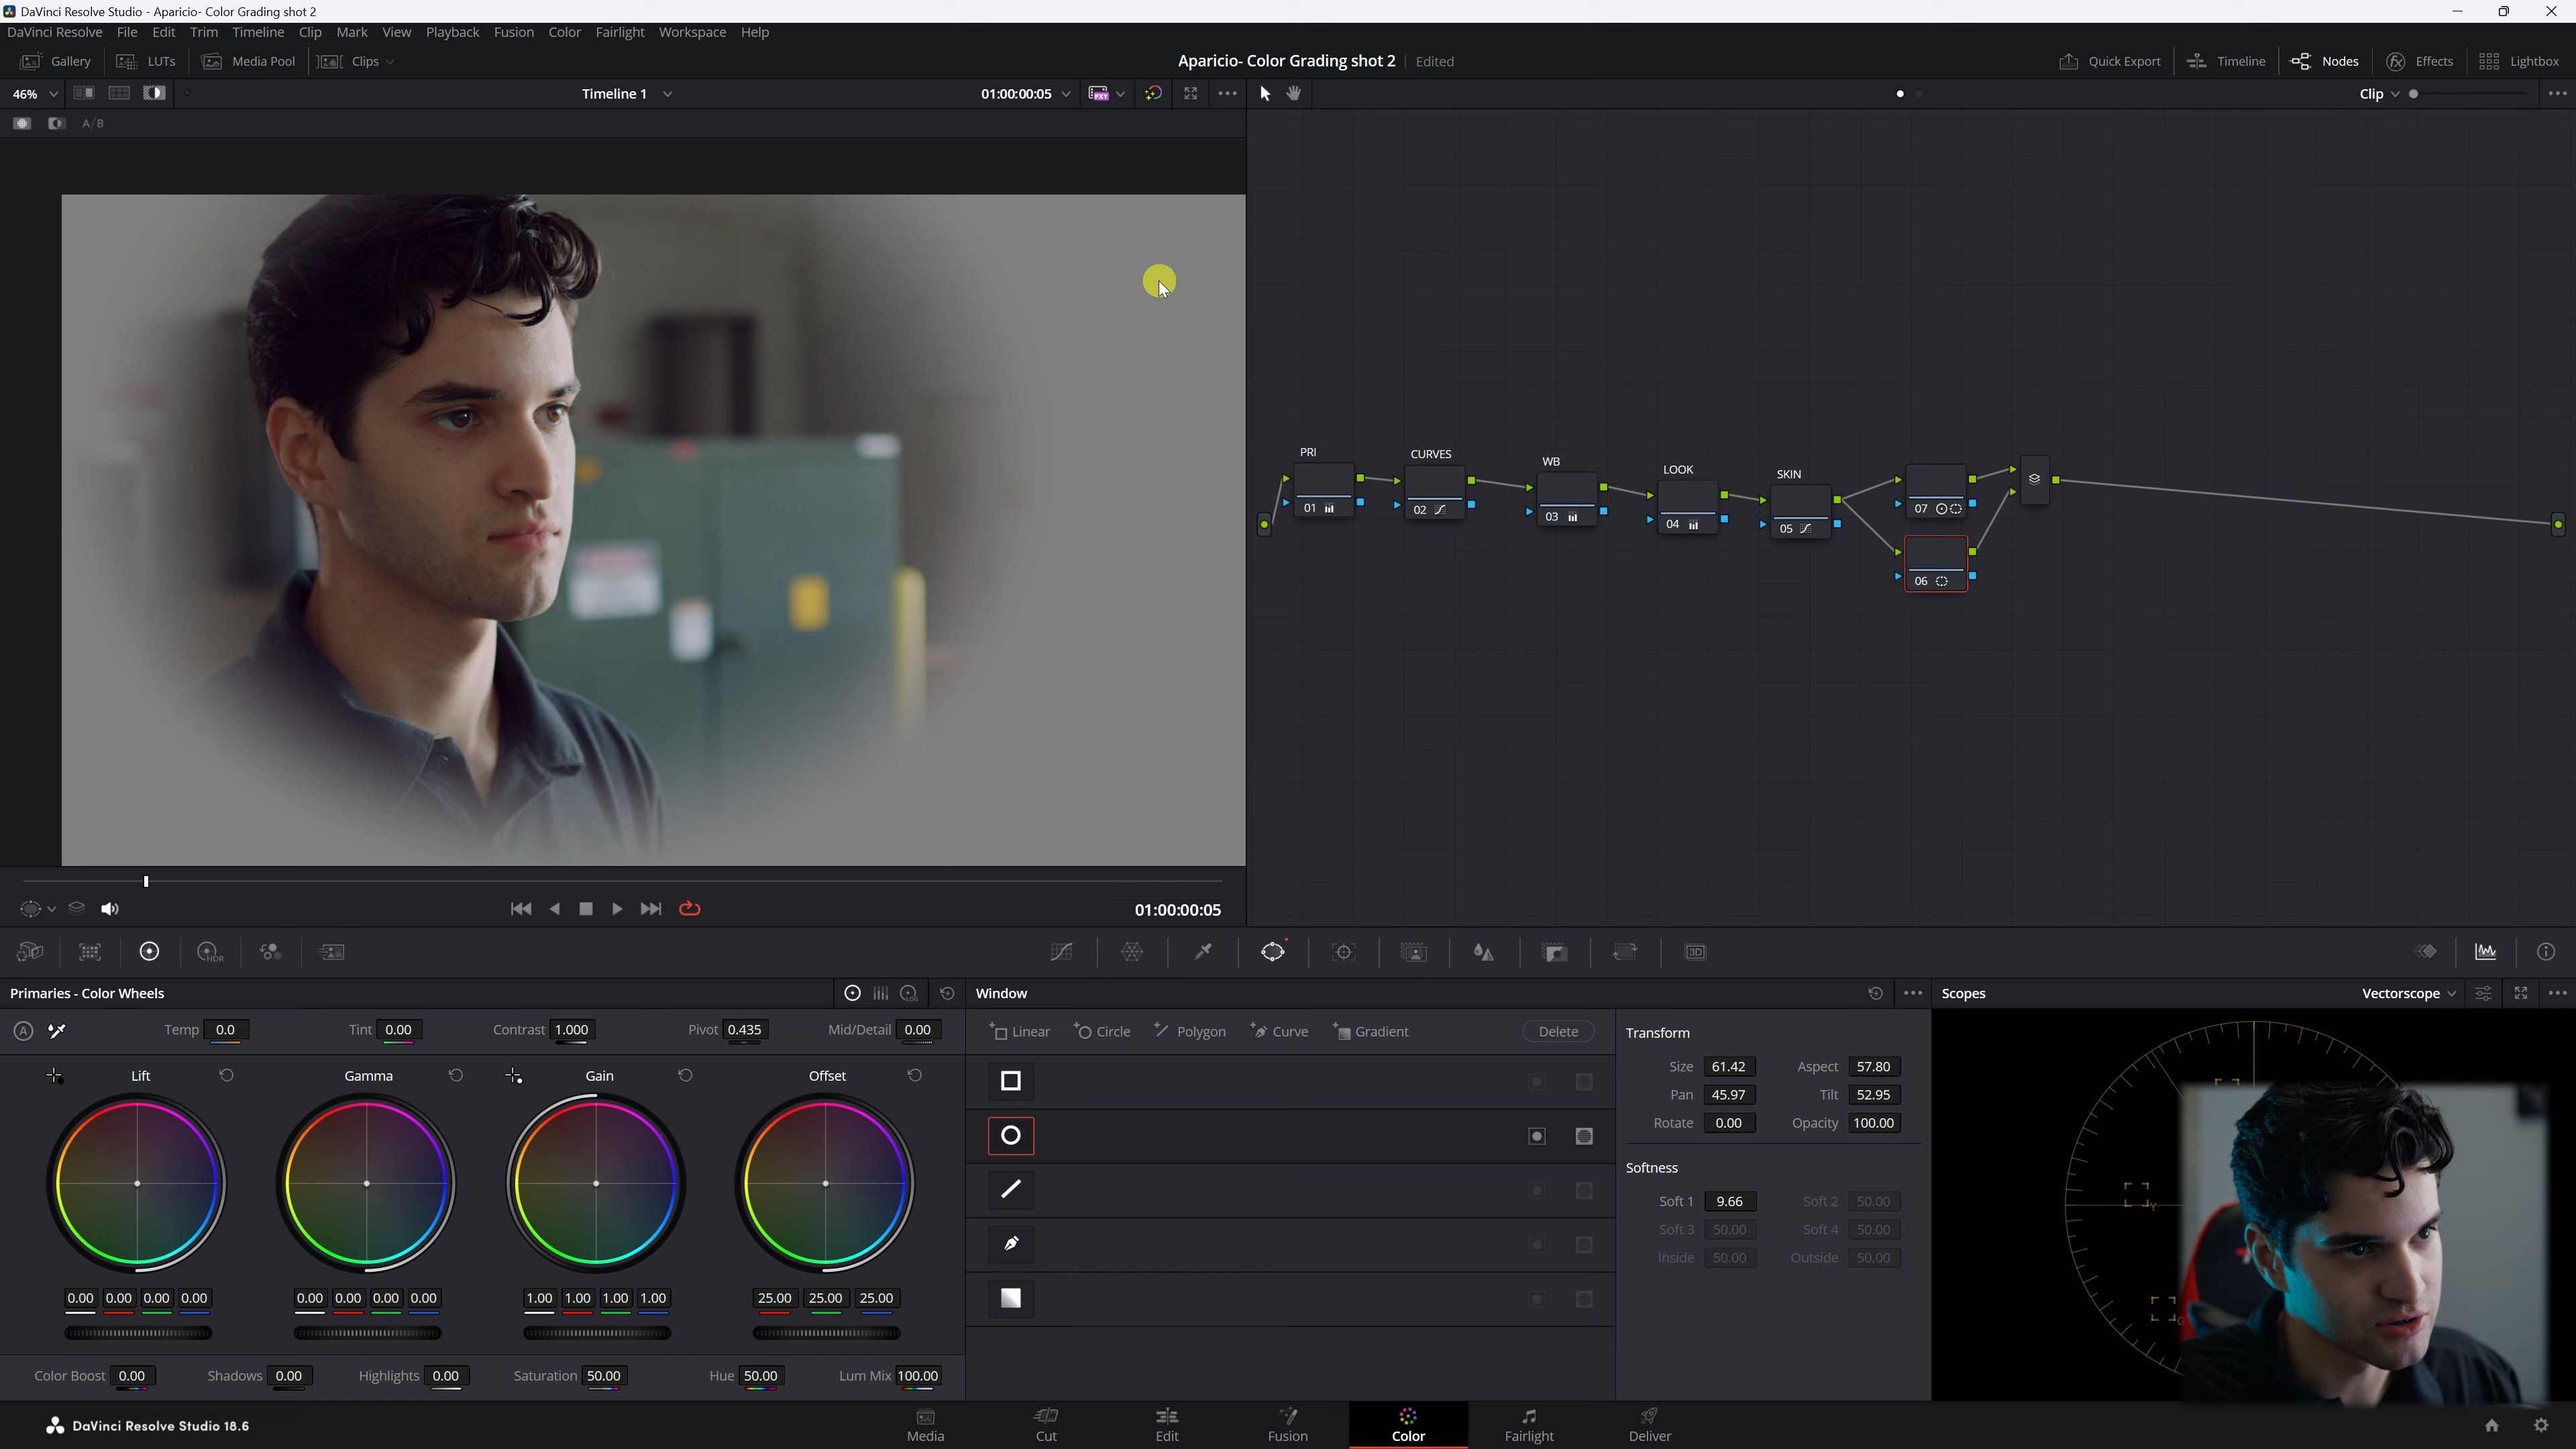 DaVinci Resolve Studio - Aparicio- Color Grading shot 2
DaVinci Resolve File Edit Trim Timeline Clip Mark View Playback Fusion Color Fairlight Workspace Help
Gallery LUTs Media Pool Clips Aparicio- Color Grading shot 2 Edited Quick Export Timeline Nodes Effects Lightbox
46% Timeline 1 01:00:00:05 PXY Clip
A/B
PRI CURVES WB LOOK SKIN
01 02 03 04 05 07
06
01:00:00:05
HDR 3D
Primaries - Color Wheels LOG Window Scopes Vectorscope
A Temp 0.0 Tint 0.00 Contrast 1.000 Pivot 0.435 Mid/Detail 0.00 Linear Circle Polygon Curve Gradient Delete Transform
Lift Gamma Gain Offset Size 61.42 Aspect 57.80
Pan 45.97 Tilt 52.95
Rotate 0.00 Opacity 100.00
Softness
Soft 1 9.66 Soft 2 50.00
Soft 3 50.00 Soft 4 50.00
Inside 50.00 Outside 50.00
Y
G
0.00 0.00 0.00 0.00 0.00 0.00 0.00 0.00 1.00 1.00 1.00 1.00 25.00 25.00 25.00
Color Boost 0.00 Shadows 0.00 Highlights 0.00 Saturation 50.00 Hue 50.00 Lum Mix 100.00
DaVinci Resolve Studio 18.6 Media Cut Edit Fusion Color Fairlight Deliver